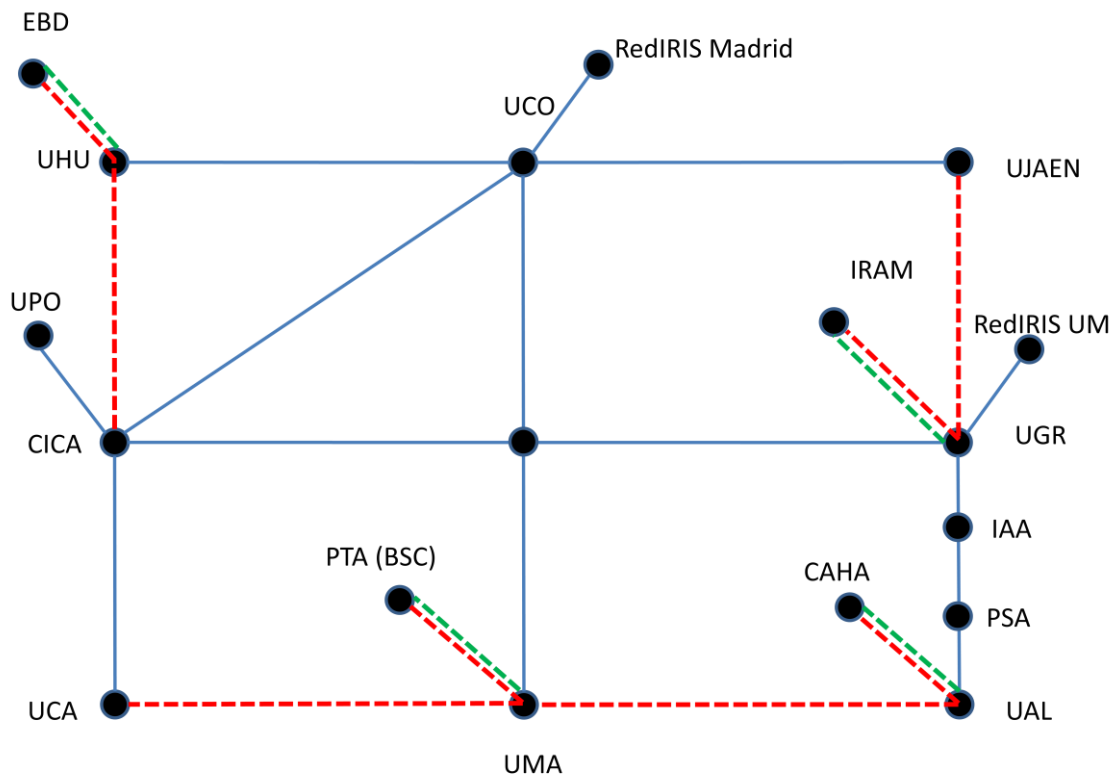 EBD
RedIRIS Madrid
UCO
UHU
UJAEN
IRAM
UPO
RedIRIS UM
CICA
UGR
IAA
PTA (BSC)
CAHA
PSA
UCA
UAL
UMA